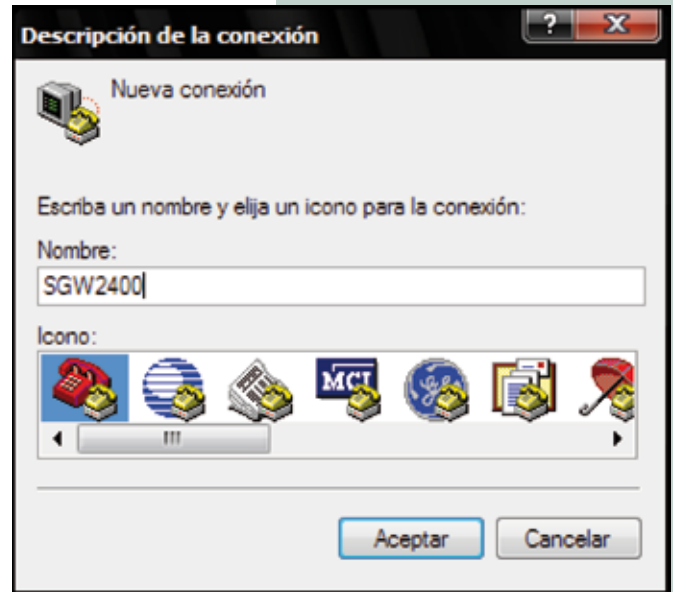 Descripción de la conexión
?
X
Nueva conexión
Escriba un nombre y elija un icono para la conexión:
Nombre:
SGW2400
Icono:
MCI
Aceptar
Cancelar